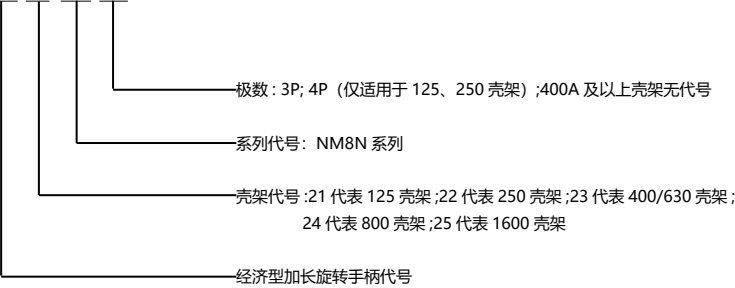 极数 : 3P; 4P（仅适用于 125、250 壳架）;400A 及以上壳架无代号
系列代号：NM8N 系列
壳架代号 :21 代表 125 壳架 ;22 代表 250 壳架 ;23 代表 400/630 壳架 ;
24 代表 800 壳架 ;25 代表 1600 壳架
经济型加长旋转手柄代号